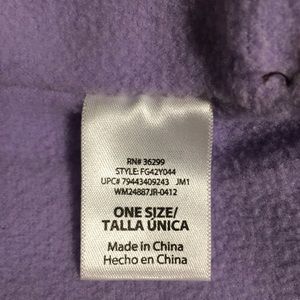 RN# 36299
STYLE: FG42Y044
UPC# 79443409243 JM1
WM24887JR-0412
ONE SIZE/
TALLA ÚNICA
Made in China
Hecho en China